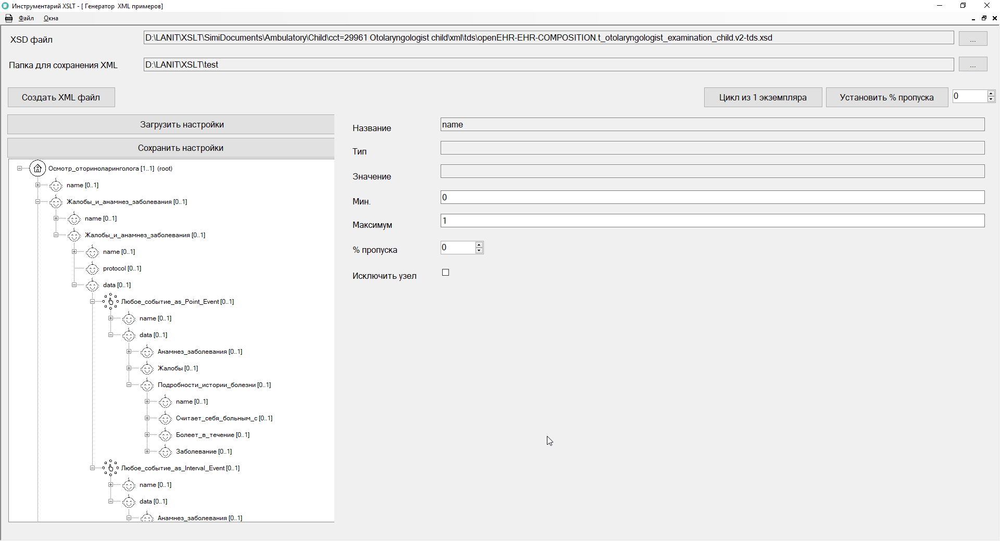 Инструментарий XSLT - [ Генератор XML примеров]
Файл Окна
XSD файл D:\LANIT\XSLT\SimiDocuments\Ambulatory\Child\cct=29961 Otolaryngologist child\xml\tds\openEHR-EHR-COMPOSITION.t_otolaryngologist_examination_child.v2-tds.xsd ...
Папка для сохранения XML D:\LANIT\XSLT\test ...
Создать XML файл Цикл из 1 экземпляра Установить % пропуска 0
Загрузить настройки
Сохранить настройки
Осмотр_оториноларинголога [1..1] (root)
name [0..1]
Жалобы_и_анамнез_заболевания [0..1]
name [0..1]
Жалобы_и_анамнез_заболевания [0..1]
name [0..1]
protocol [0..1]
data [0..1]
Любое_событие_as_Point_Event [0..1]
name [0..1]
data [0..1]
Анамнез_заболевания [0..1]
Жалобы [0..1]
Подробности_истории_болезни [0..1]
name [0..1]
Считает_себя_больным_с [0..1]
Болеет_в_течение [0..1]
Заболевание [0..1]
Любое_событие_as_Interval_Event [0..1]
name [0..1]
data [0..1]
Анамнез_заболевания [0..1]
Название name
Тип
Значение
Мин. 0
Максимум 1
% пропуска 0
Исключить узел